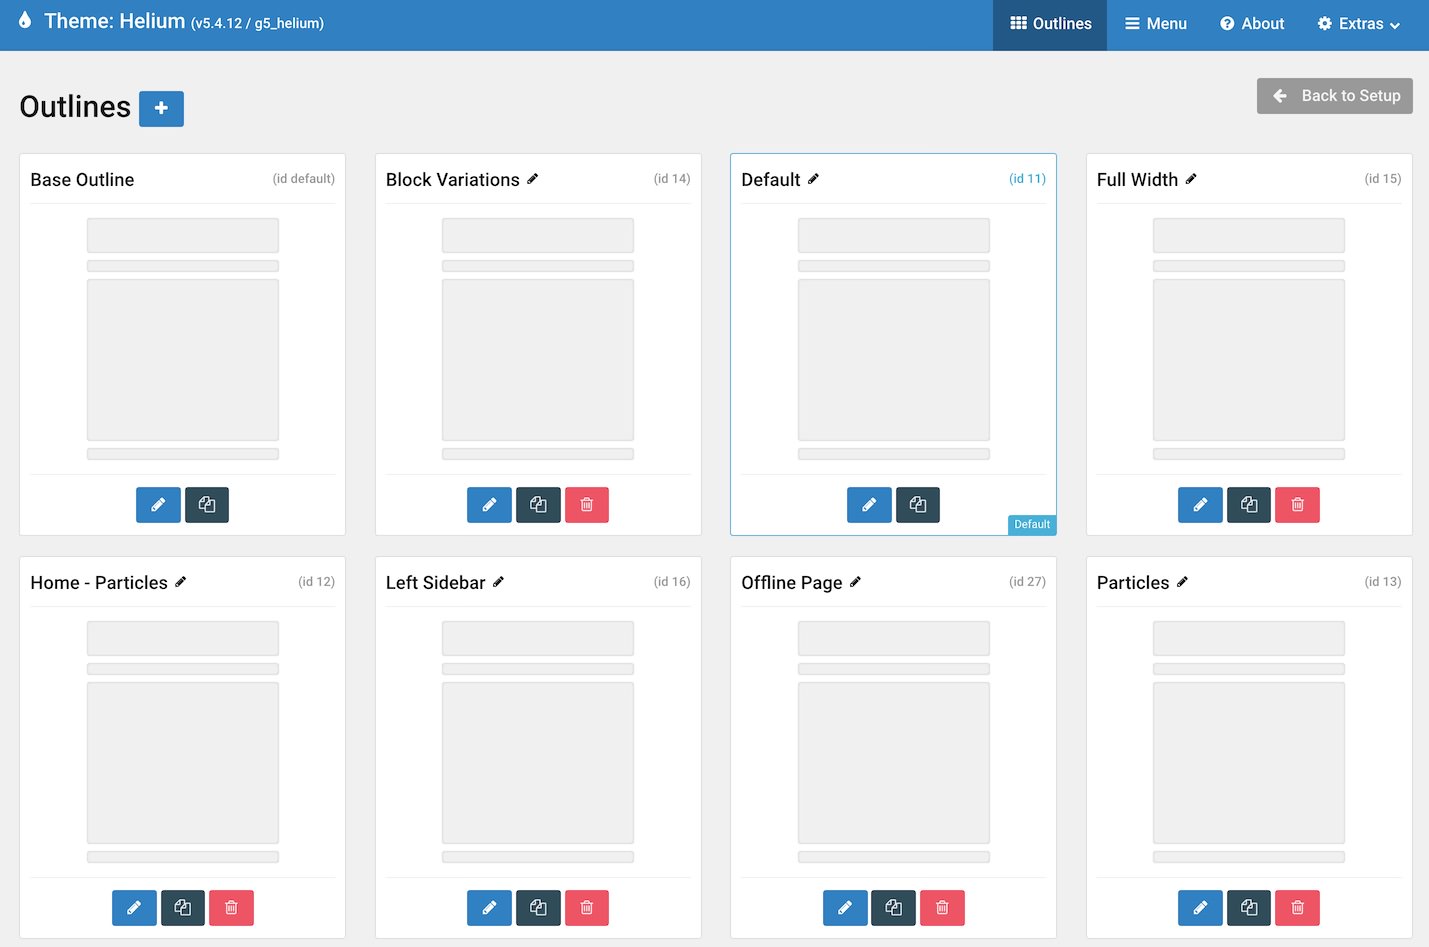 Theme: Helium (v5.4.12 / g5_helium)
Outlines
Menu
About
Extras
Outlines
Back to Setup
Base Outline (id default)
Block Variations (id 14)
Default (id 11)
Full Width (id 15)
Default
Home - Particles (id 12)
Left Sidebar (id 16)
Offline Page (id 27)
Particles (id 13)